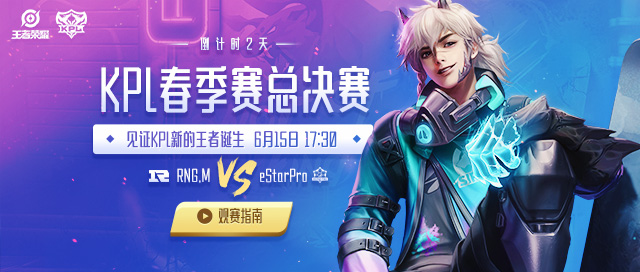 王者荣耀 KPL
倒计时2天
KPL春季赛总决赛
见证KPL新的王者诞生 6月15日 17:30
RNG.M VS eStarPro
观赛指南